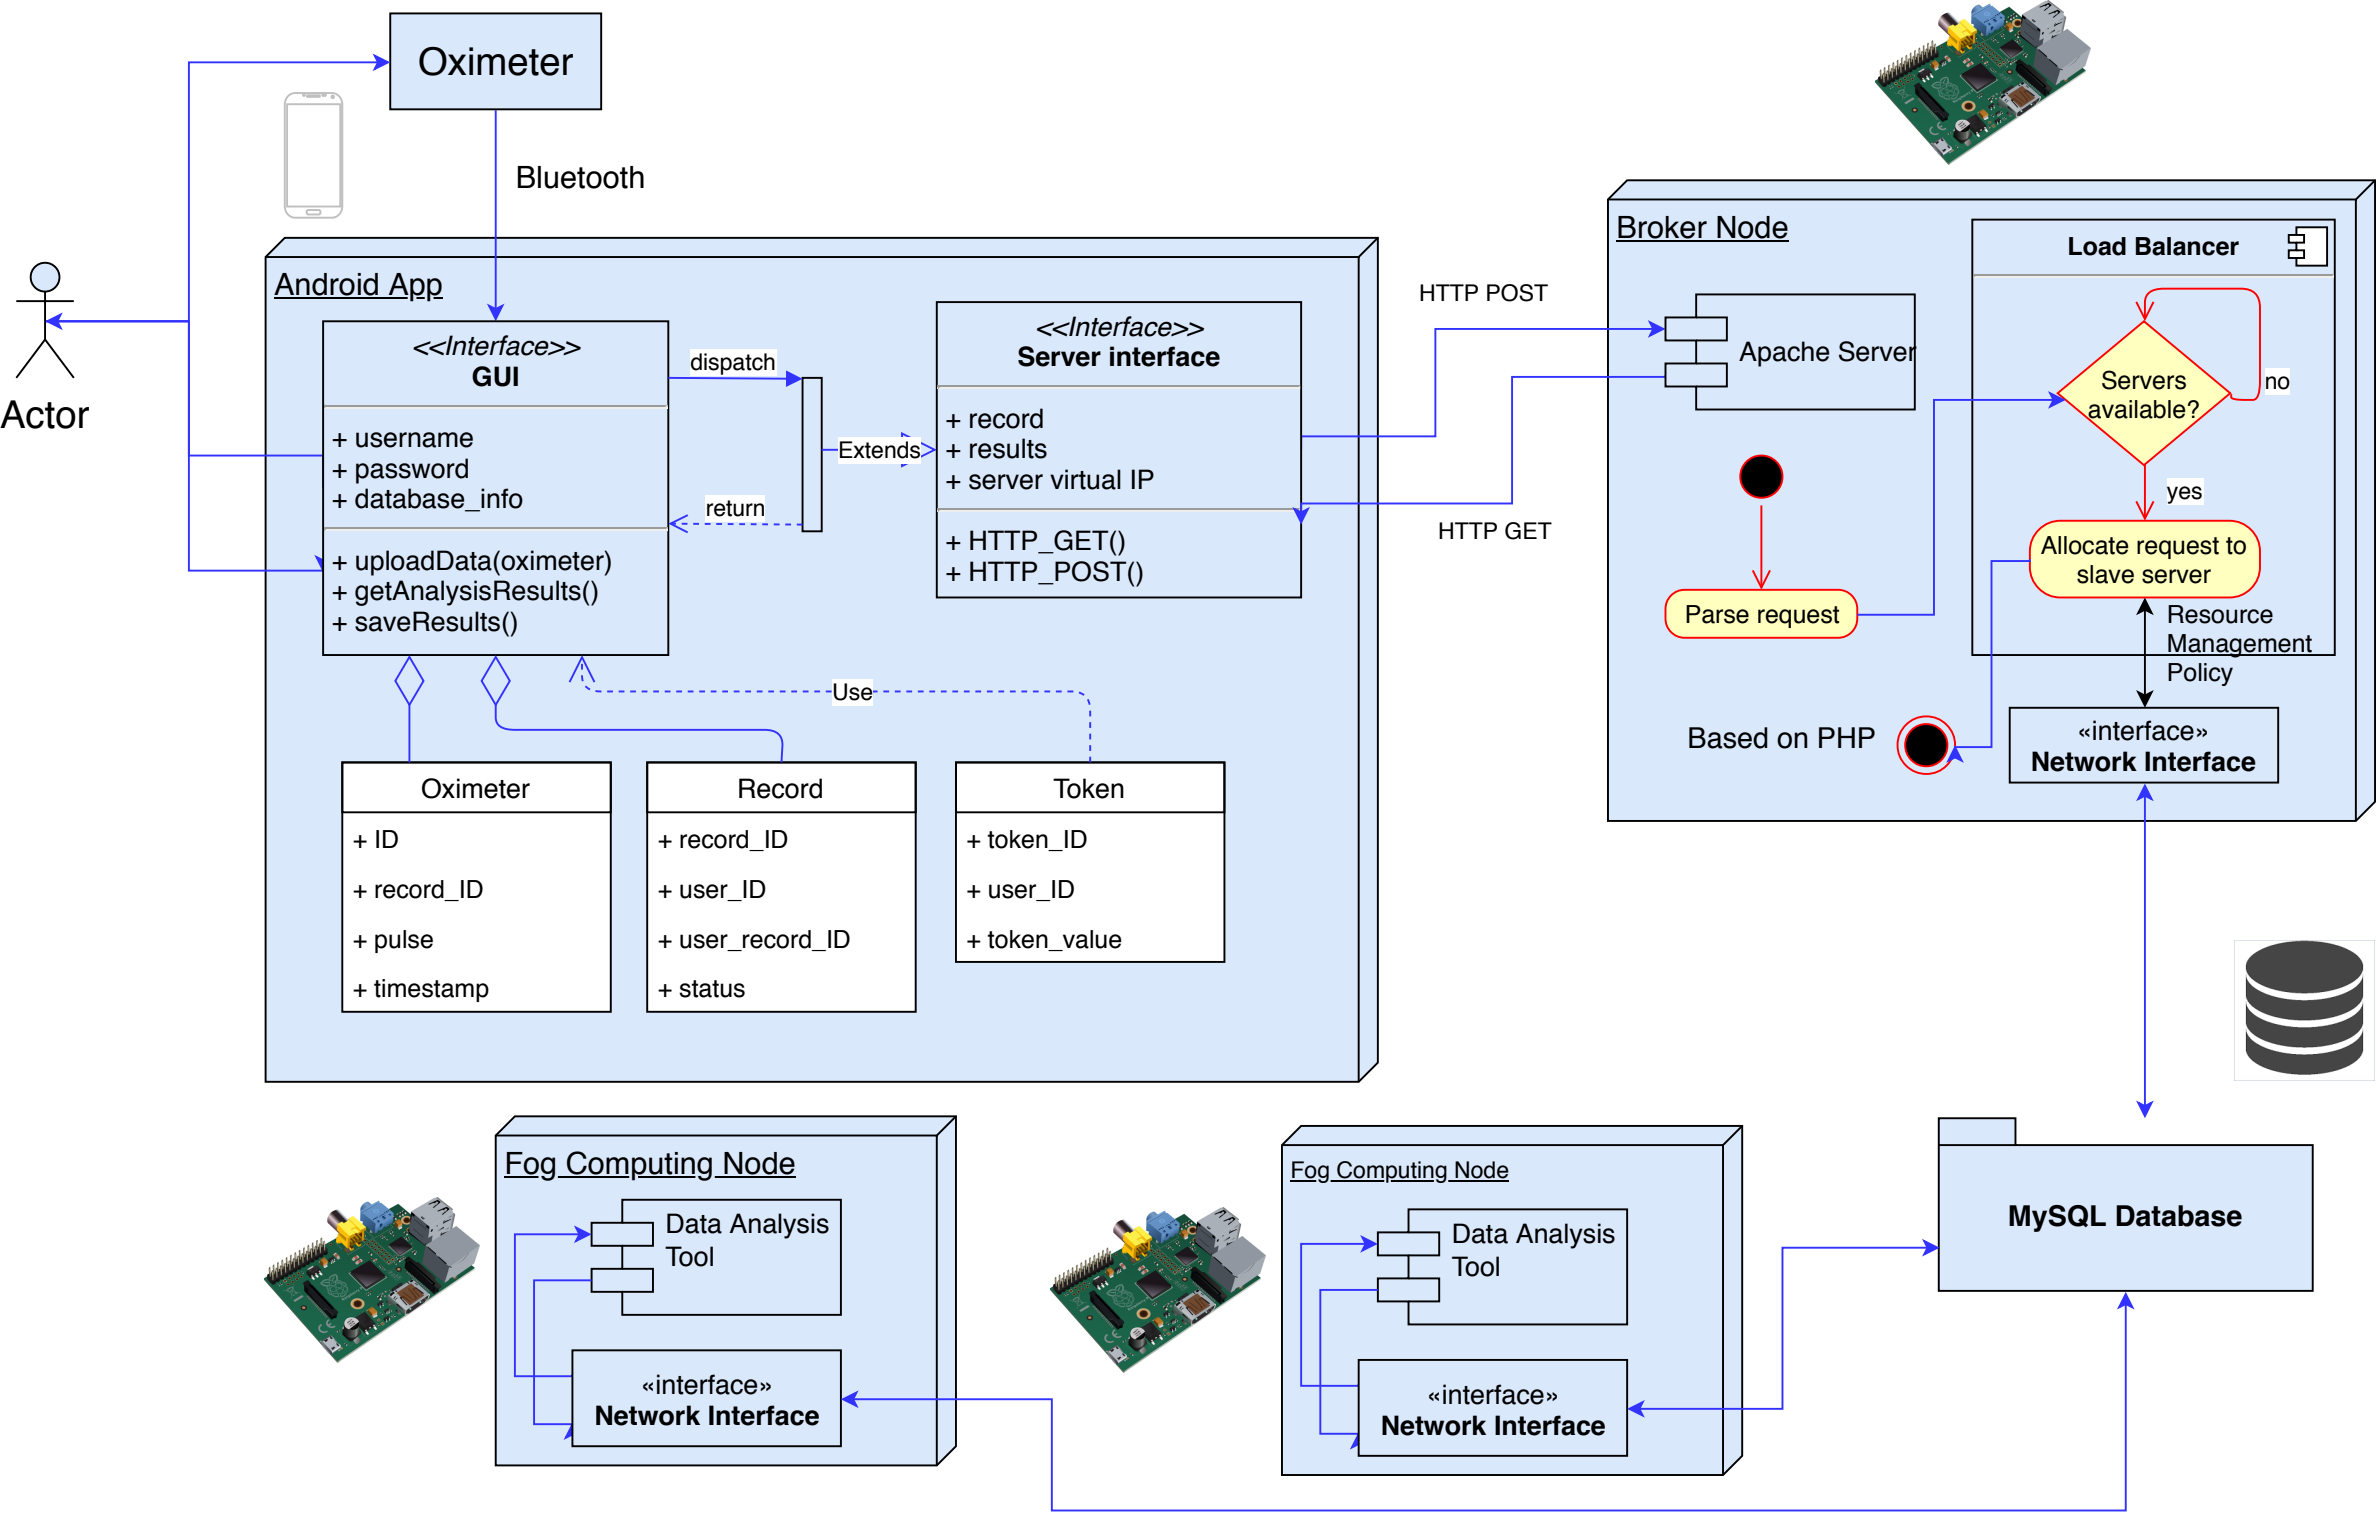 Oximeter
Bluetooth
Actor
Android App
<<Interface>>
GUI
+ username
+ password
+ database_info
+ uploadData(oximeter)
+ getAnalysisResults()
+ saveResults()
dispatch
Extends
return
<<Interface>>
Server interface
+ record
+ results
+ server virtual IP
+ HTTP_GET()
+ HTTP_POST()
Use
Oximeter
+ ID
+ record_ID
+ pulse
+ timestamp
Record
+ record_ID
+ user_ID
+ user_record_ID
+ status
Token
+ token_ID
+ user_ID
+ token_value
HTTP POST
HTTP GET
Broker Node
Apache Server
Parse request
Based on PHP
Load Balancer
Servers
available?
no
yes
Allocate request to
slave server
Resource
Management
Policy
«interface»
Network Interface
Fog Computing Node
Data Analysis
Tool
«interface»
Network Interface
Fog Computing Node
Data Analysis
Tool
«interface»
Network Interface
MySQL Database